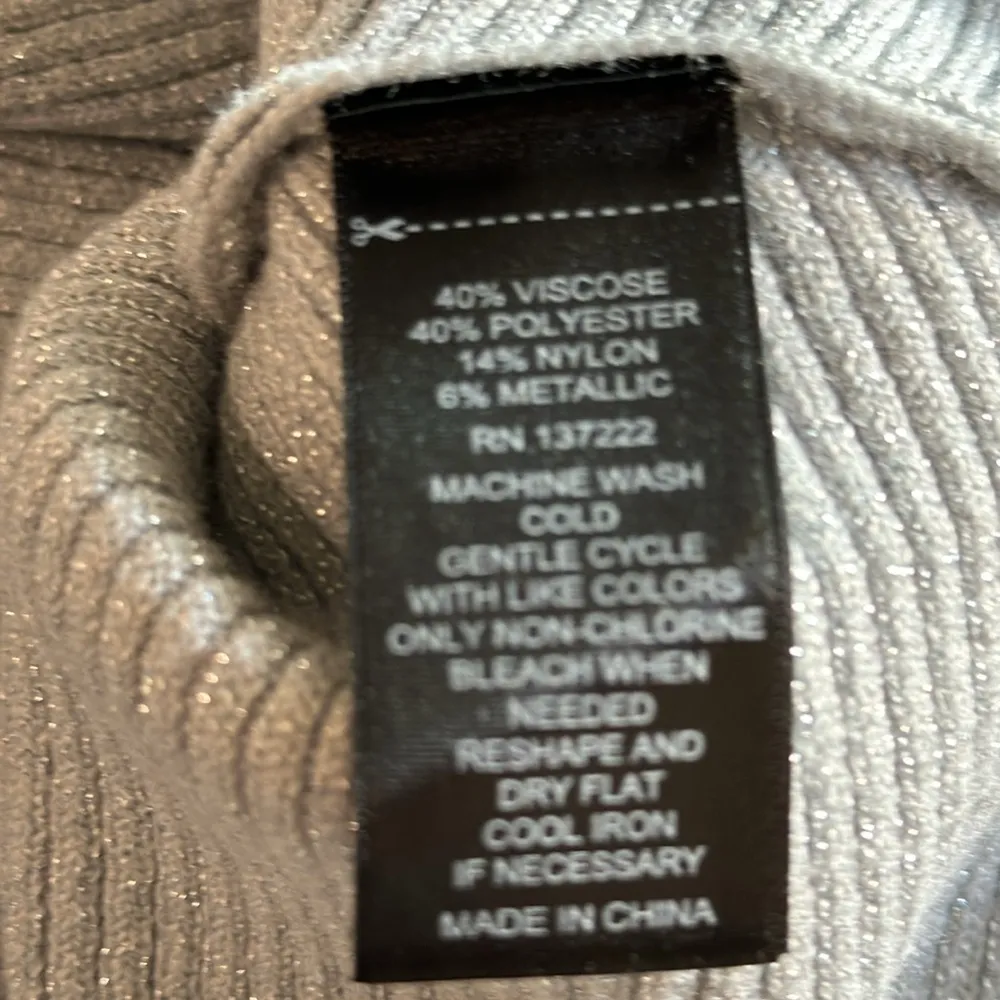 40% VISCOSE
40% POLYESTER
14% NYLON
6% METALLIC
RN 137222
MACHINE WASH
COLD
GENTLE CYCLE
WITH LIKE COLORS
ONLY NON-CHLORINE
BLEACH WHEN
NEEDED
RESHAPE AND
DRY FLAT
COOL IRON
IF NECESSARY
MADE IN CHINA